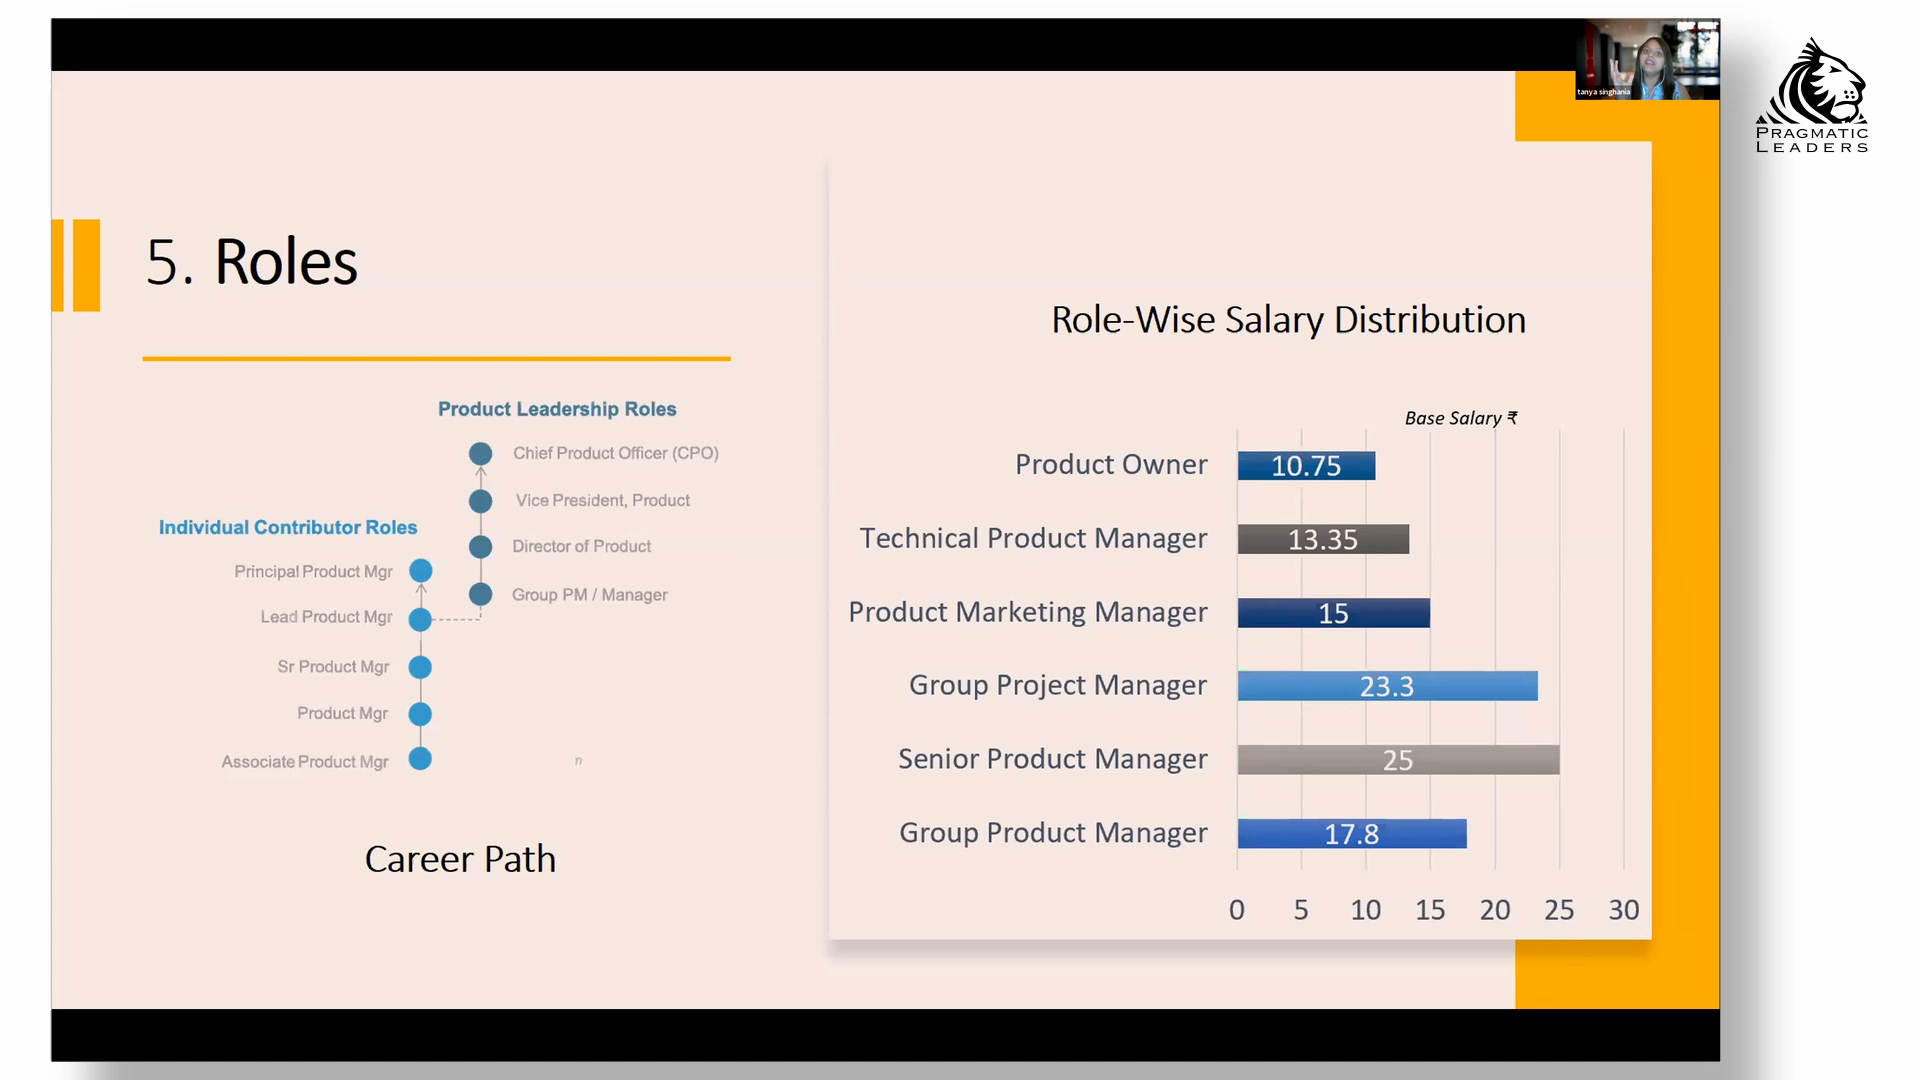 tanya singhania
PRAGMATIC
LEADERS
5. Roles
Product Leadership Roles
Chief Product Officer (CPO)
Vice President, Product
Director of Product
Group PM / Manager
Individual Contributor Roles
Principal Product Mgr
Lead Product Mgr
Sr Product Mgr
Product Mgr
Associate Product Mgr
n
Career Path
Role-Wise Salary Distribution
Base Salary ₹
Product Owner 10.75
Technical Product Manager 13.35
Product Marketing Manager 15
Group Project Manager 23.3
Senior Product Manager 25
Group Product Manager 17.8
0 5 10 15 20 25 30